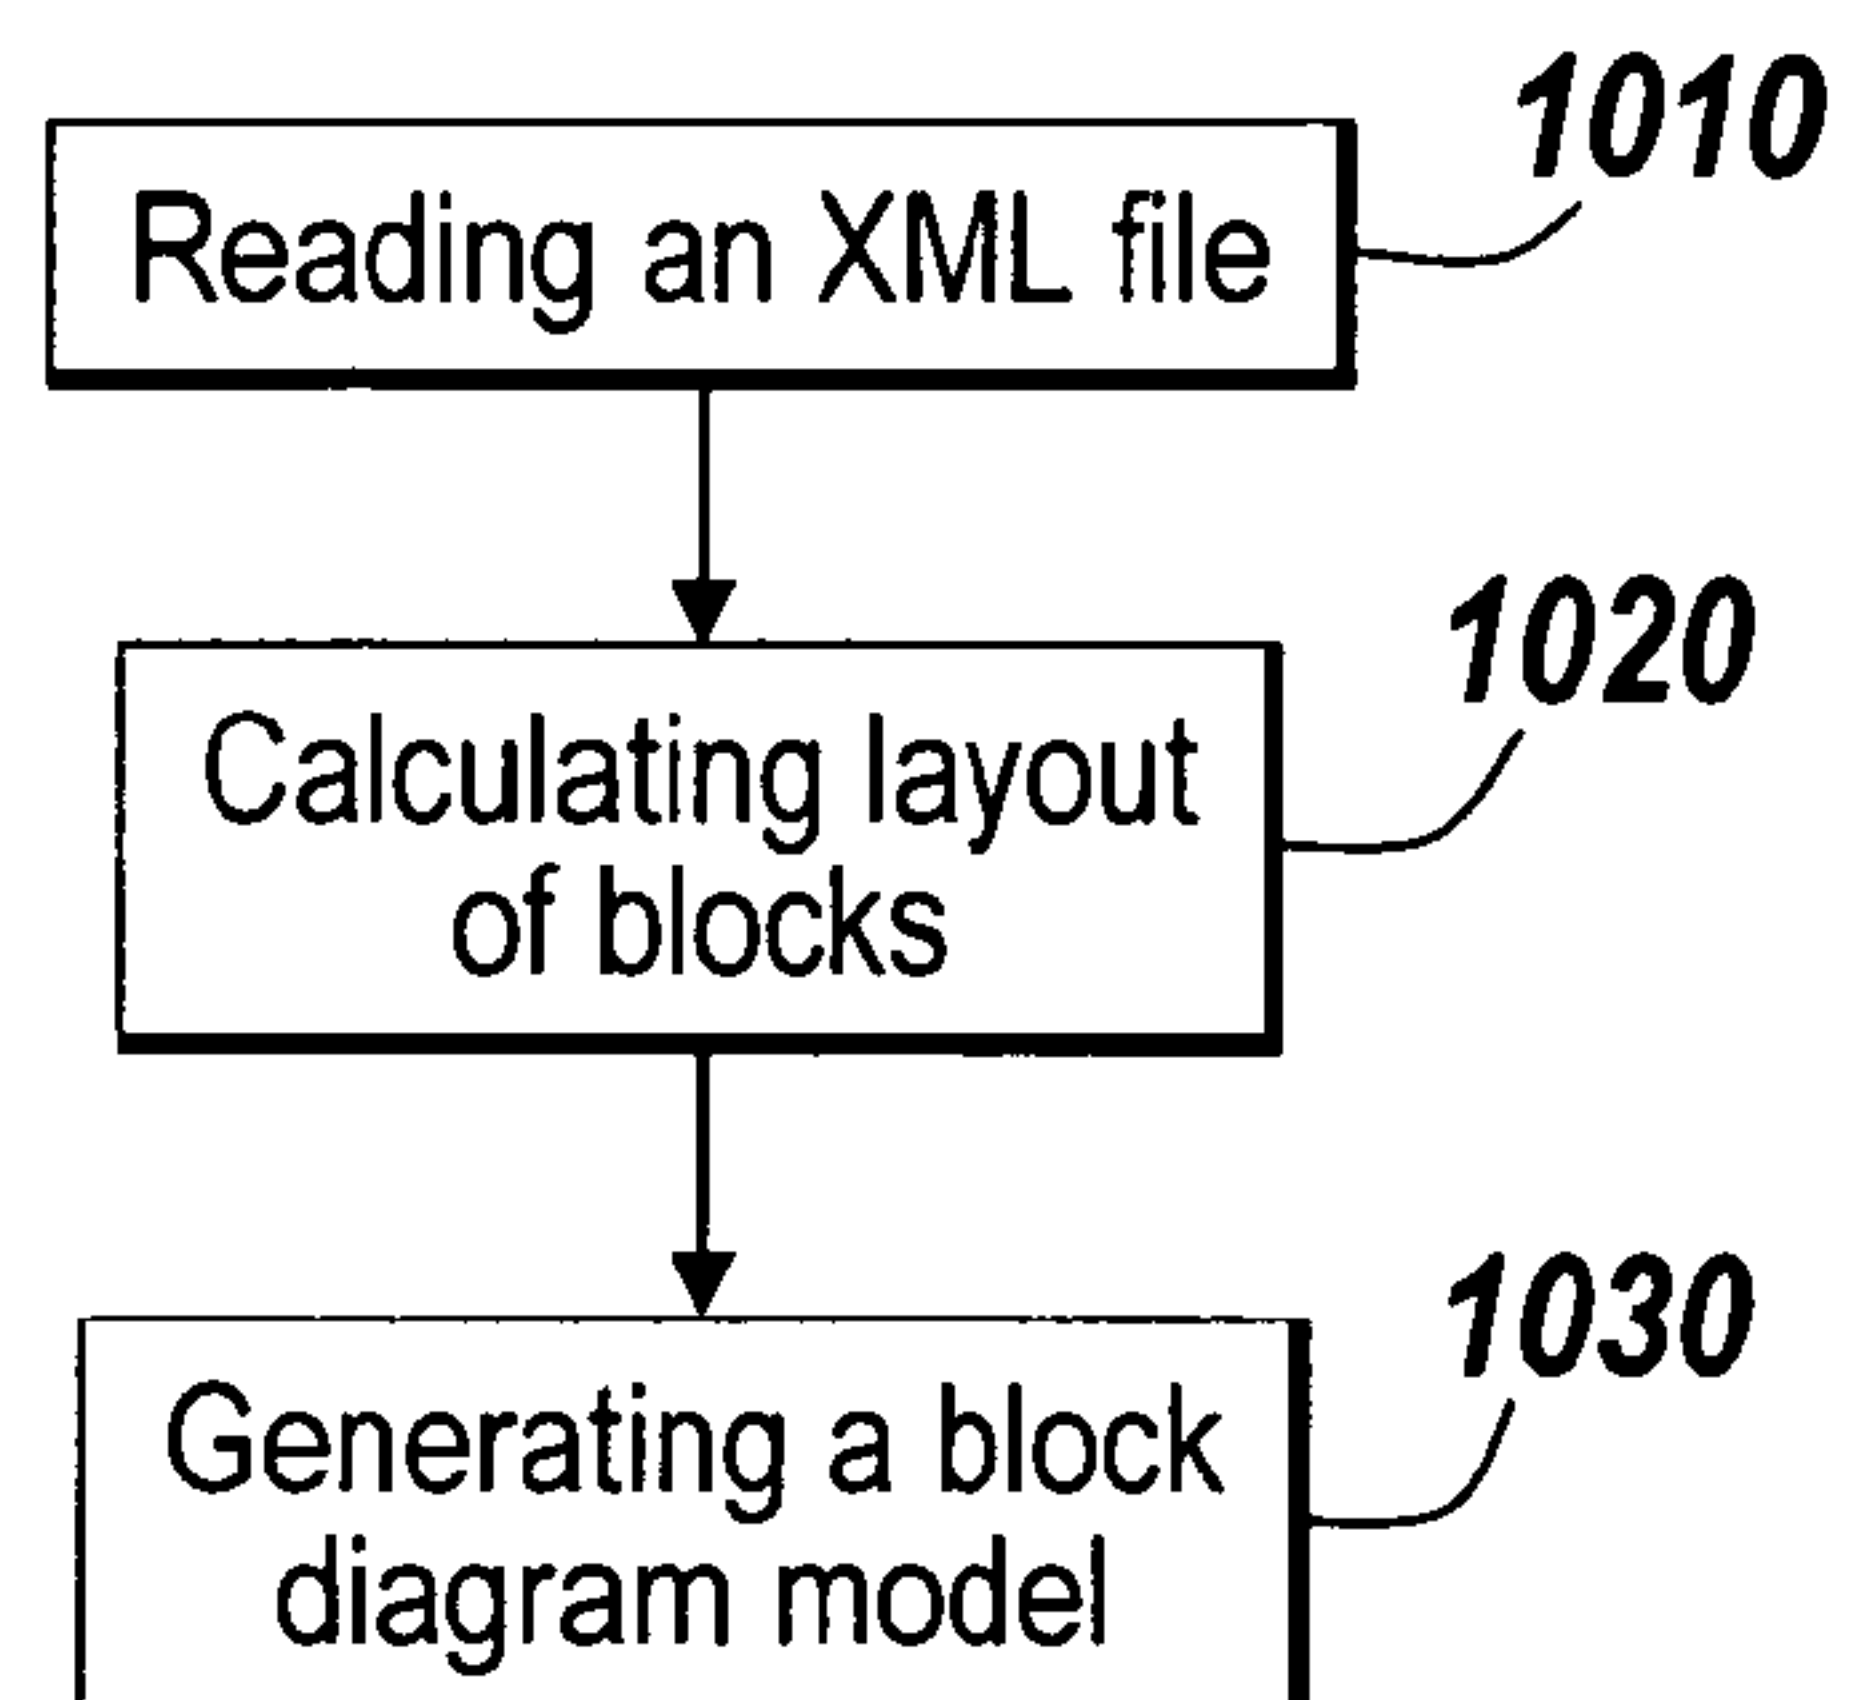 1010
Reading an XML file
1020
Calculating layout
of blocks
1030
Generating a block
diagram model